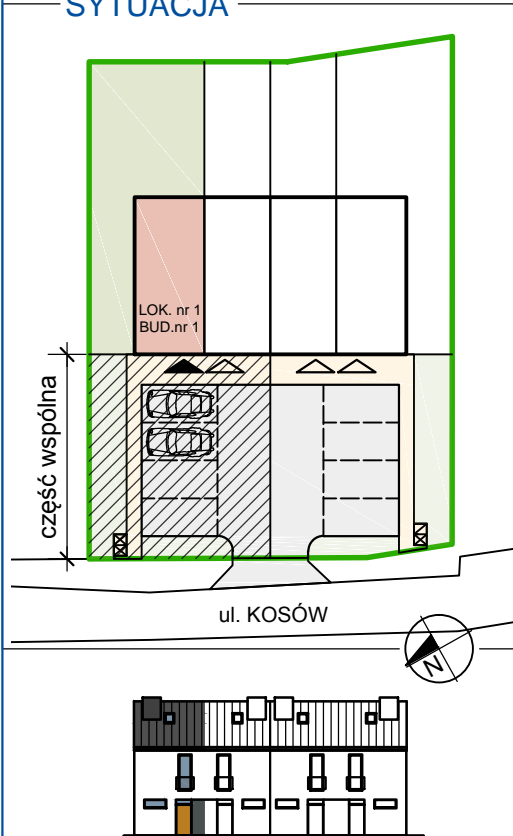 SYTUACJA
LOK. nr 1
BUD.nr 1
część wspólna
ul. KOSÓW
N